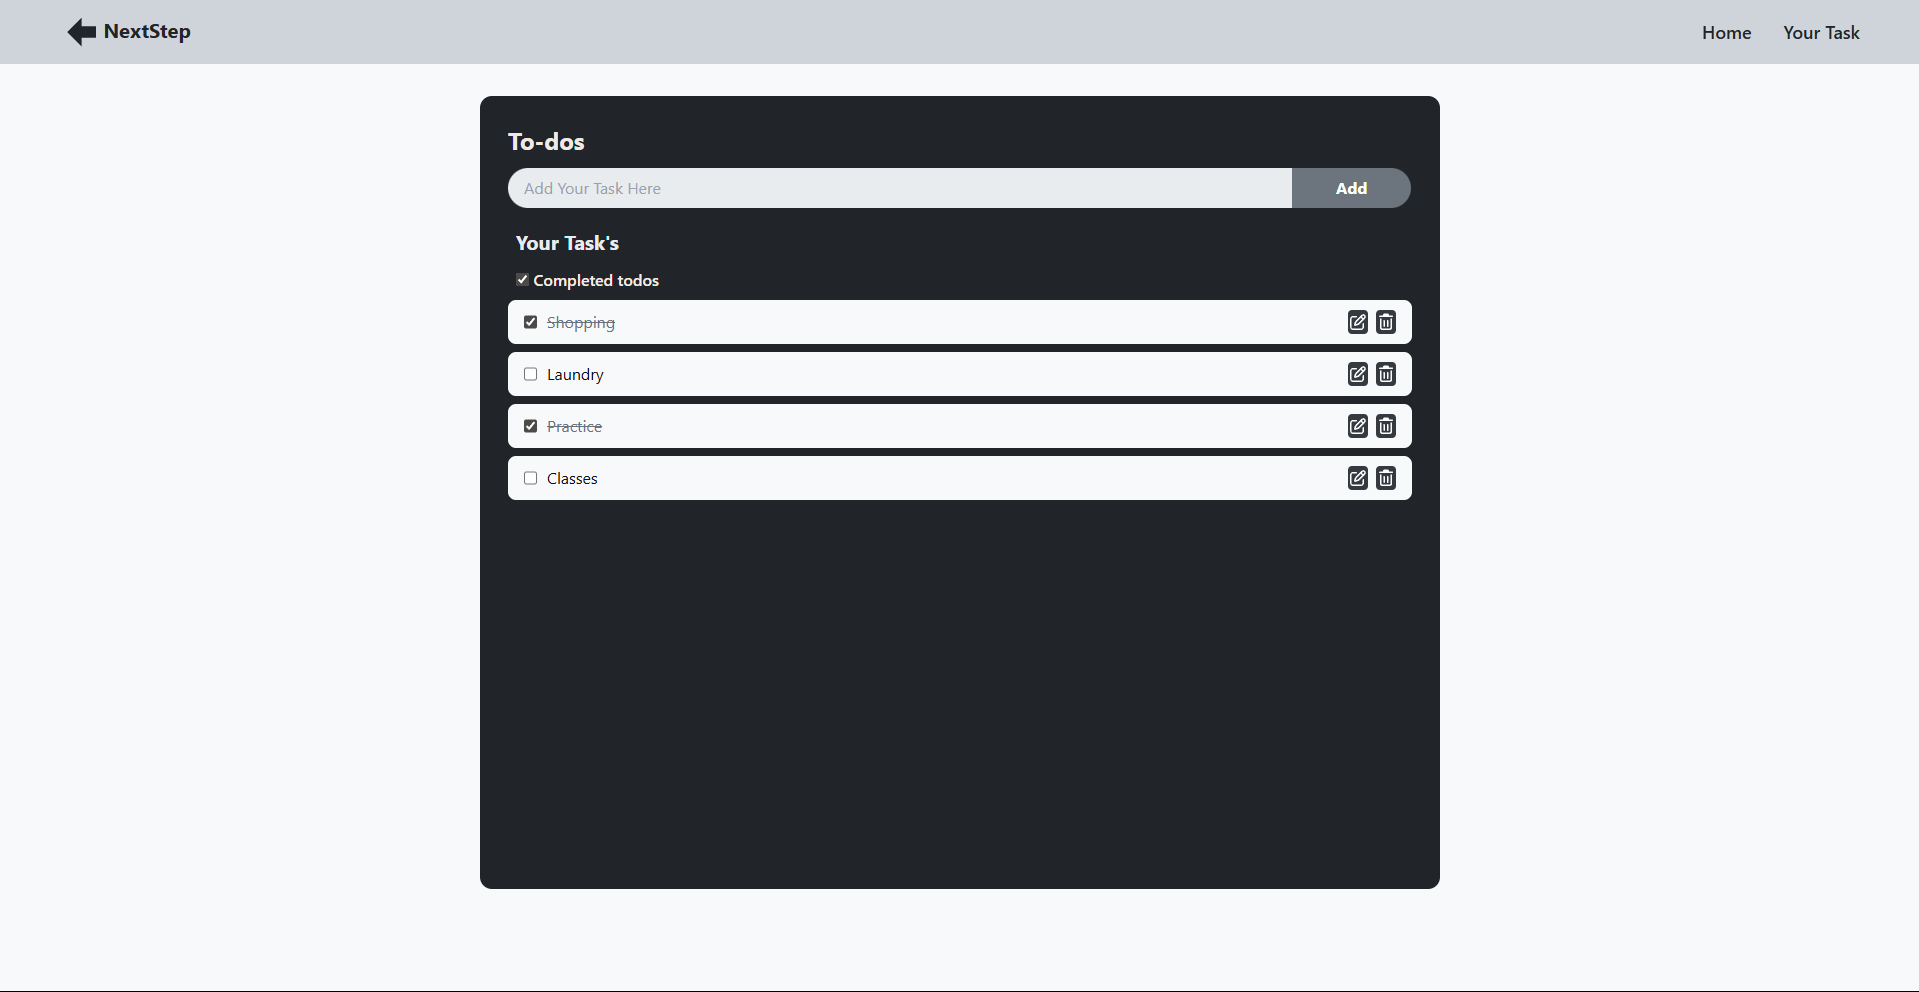 NextStep
Home
Your Task
To-dos
Add Your Task Here
Add
Your Task's
Completed todos
Shopping
Laundry
Practice
Classes